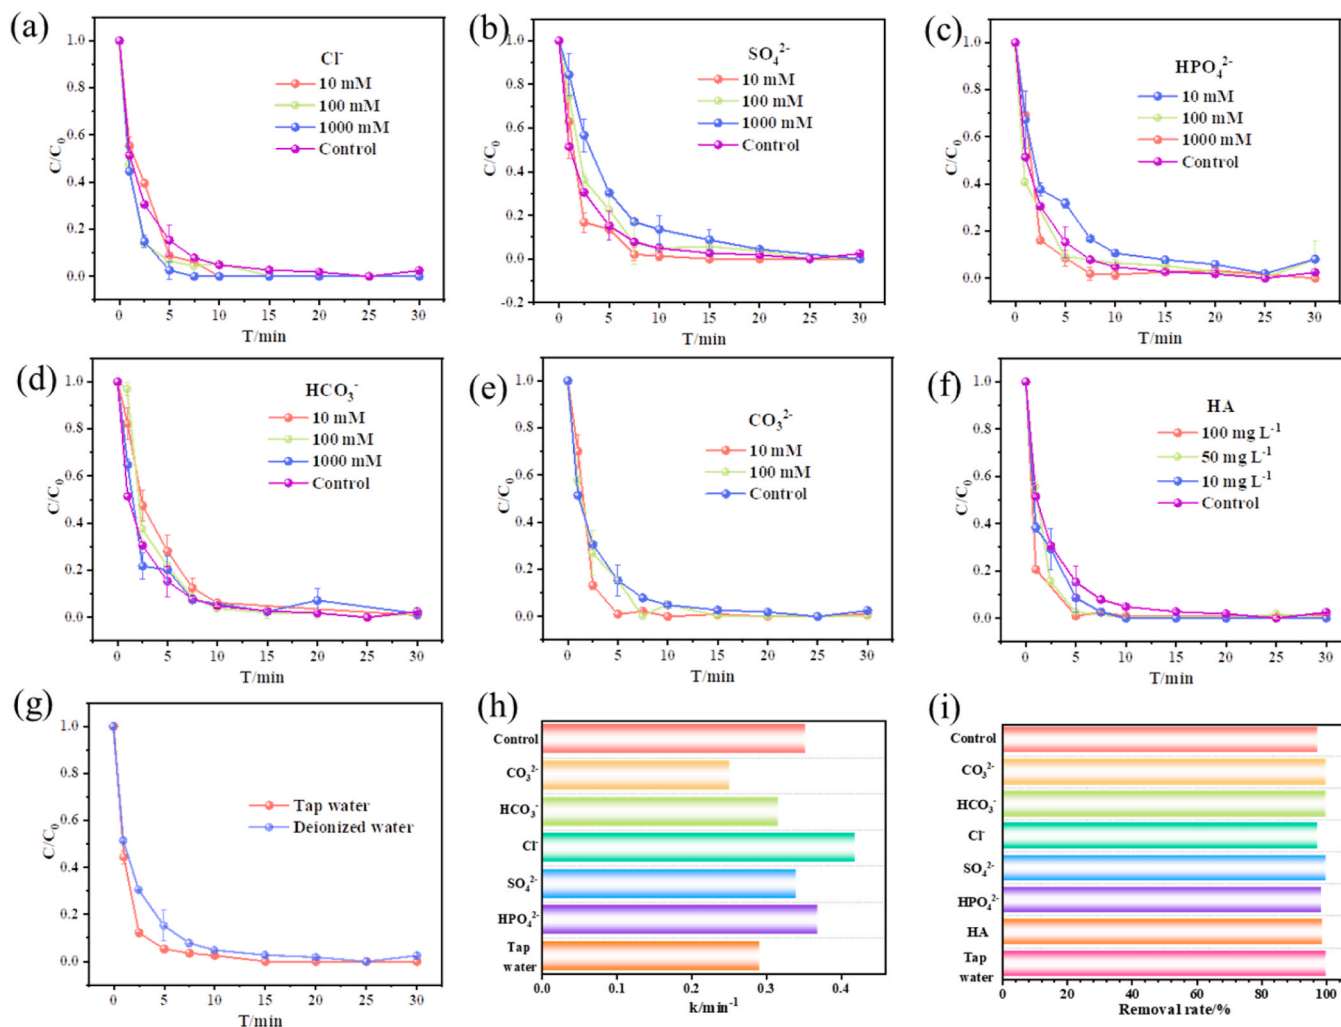 (a)
Cl⁻
10 mM
100 mM
1000 mM
Control
C/C₀
1.0
0.8
0.6
0.4
0.2
0.0
0 5 10 15 20 25 30
T/min
(b)
SO₄²⁻
10 mM
100 mM
1000 mM
Control
C/C₀
1.0
0.8
0.6
0.4
0.2
0.0
-0.2
0 5 10 15 20 25 30
T/min
(c)
HPO₄²⁻
10 mM
100 mM
1000 mM
Control
C/C₀
1.0
0.8
0.6
0.4
0.2
0.0
0 5 10 15 20 25 30
T/min
(d)
HCO₃⁻
10 mM
100 mM
1000 mM
Control
C/C₀
1.0
0.8
0.6
0.4
0.2
0.0
0 5 10 15 20 25 30
T/min
(e)
CO₃²⁻
10 mM
100 mM
Control
C/C₀
1.0
0.8
0.6
0.4
0.2
0.0
0 5 10 15 20 25 30
T/min
(f)
HA
100 mg L⁻¹
50 mg L⁻¹
10 mg L⁻¹
Control
C/C₀
1.0
0.8
0.6
0.4
0.2
0.0
0 5 10 15 20 25 30
T/min
(g)
Tap water
Deionized water
C/C₀
1.0
0.8
0.6
0.4
0.2
0.0
0 5 10 15 20 25 30
T/min
(h)
Control
CO₃²⁻
HCO₃⁻
Cl⁻
SO₄²⁻
HPO₄²⁻
Tap
water
0.0 0.1 0.2 0.3 0.4
k/min⁻¹
(i)
Control
CO₃²⁻
HCO₃⁻
Cl⁻
SO₄²⁻
HPO₄²⁻
HA
Tap
water
0 20 40 60 80 100
Removal rate/%